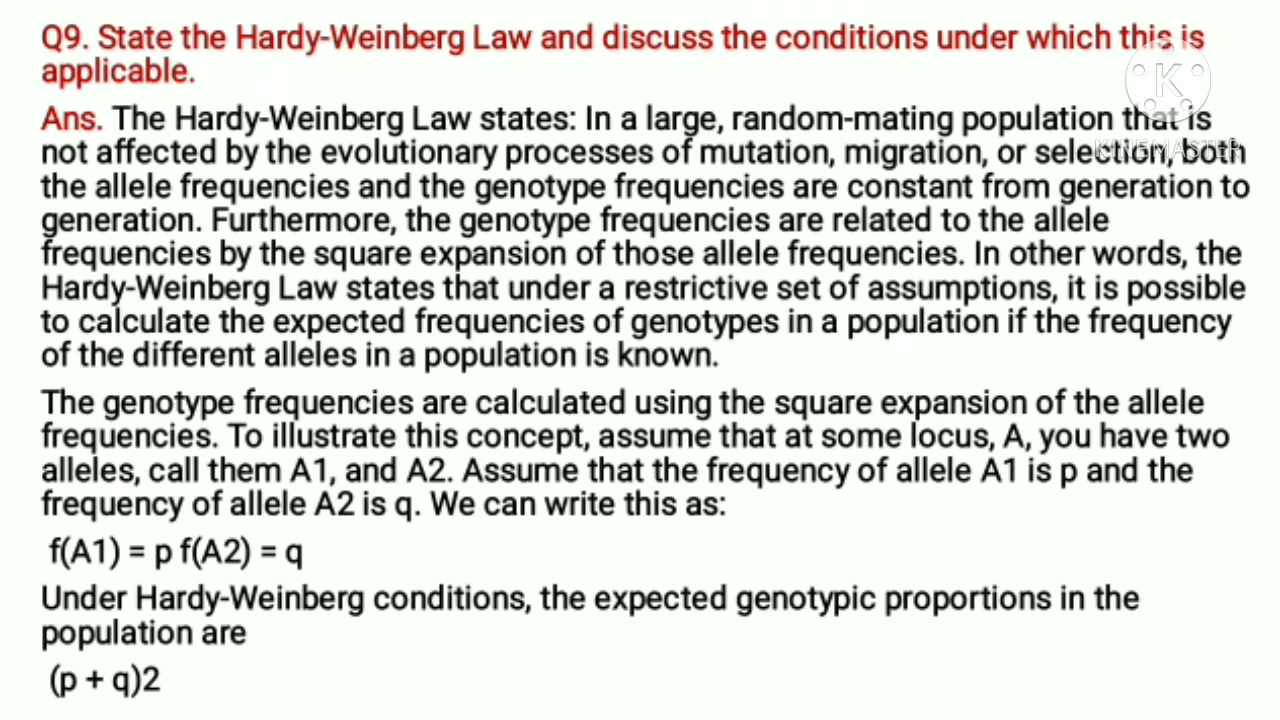 Q9. State the Hardy-Weinberg Law and discuss the conditions under which this is
applicable.
Ans. The Hardy-Weinberg Law states: In a large, random-mating population that is
not affected by the evolutionary processes of mutation, migration, or selection, both
the allele frequencies and the genotype frequencies are constant from generation to
generation. Furthermore, the genotype frequencies are related to the allele
frequencies by the square expansion of those allele frequencies. In other words, the
Hardy-Weinberg Law states that under a restrictive set of assumptions, it is possible
to calculate the expected frequencies of genotypes in a population if the frequency
of the different alleles in a population is known.
The genotype frequencies are calculated using the square expansion of the allele
frequencies. To illustrate this concept, assume that at some locus, A, you have two
alleles, call them A1, and A2. Assume that the frequency of allele A1 is p and the
frequency of allele A2 is q. We can write this as:
f(A1) = p f(A2) = q
Under Hardy-Weinberg conditions, the expected genotypic proportions in the
population are
(p + q)2
K
KINEMASTER